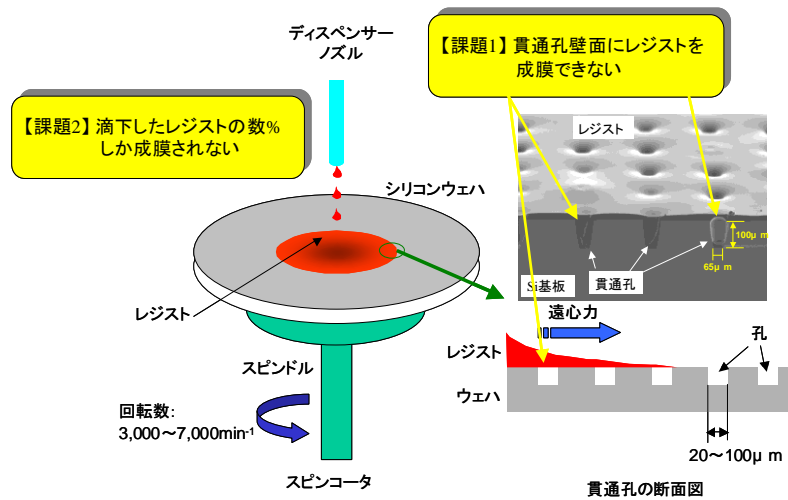 ディスペンサー
ノズル
【課題1】 貫通孔壁面にレジストを
成膜できない
【課題2】 滴下したレジストの数%
しか成膜されない
シリコンウェハ
レジスト
100μ m
65μ m
Si基板
貫通孔
レジスト
遠心力
孔
レジスト
ウェハ
スピンドル
回転数:
3,000～7,000min-1
20～100μ m
スピンコータ
貫通孔の断面図